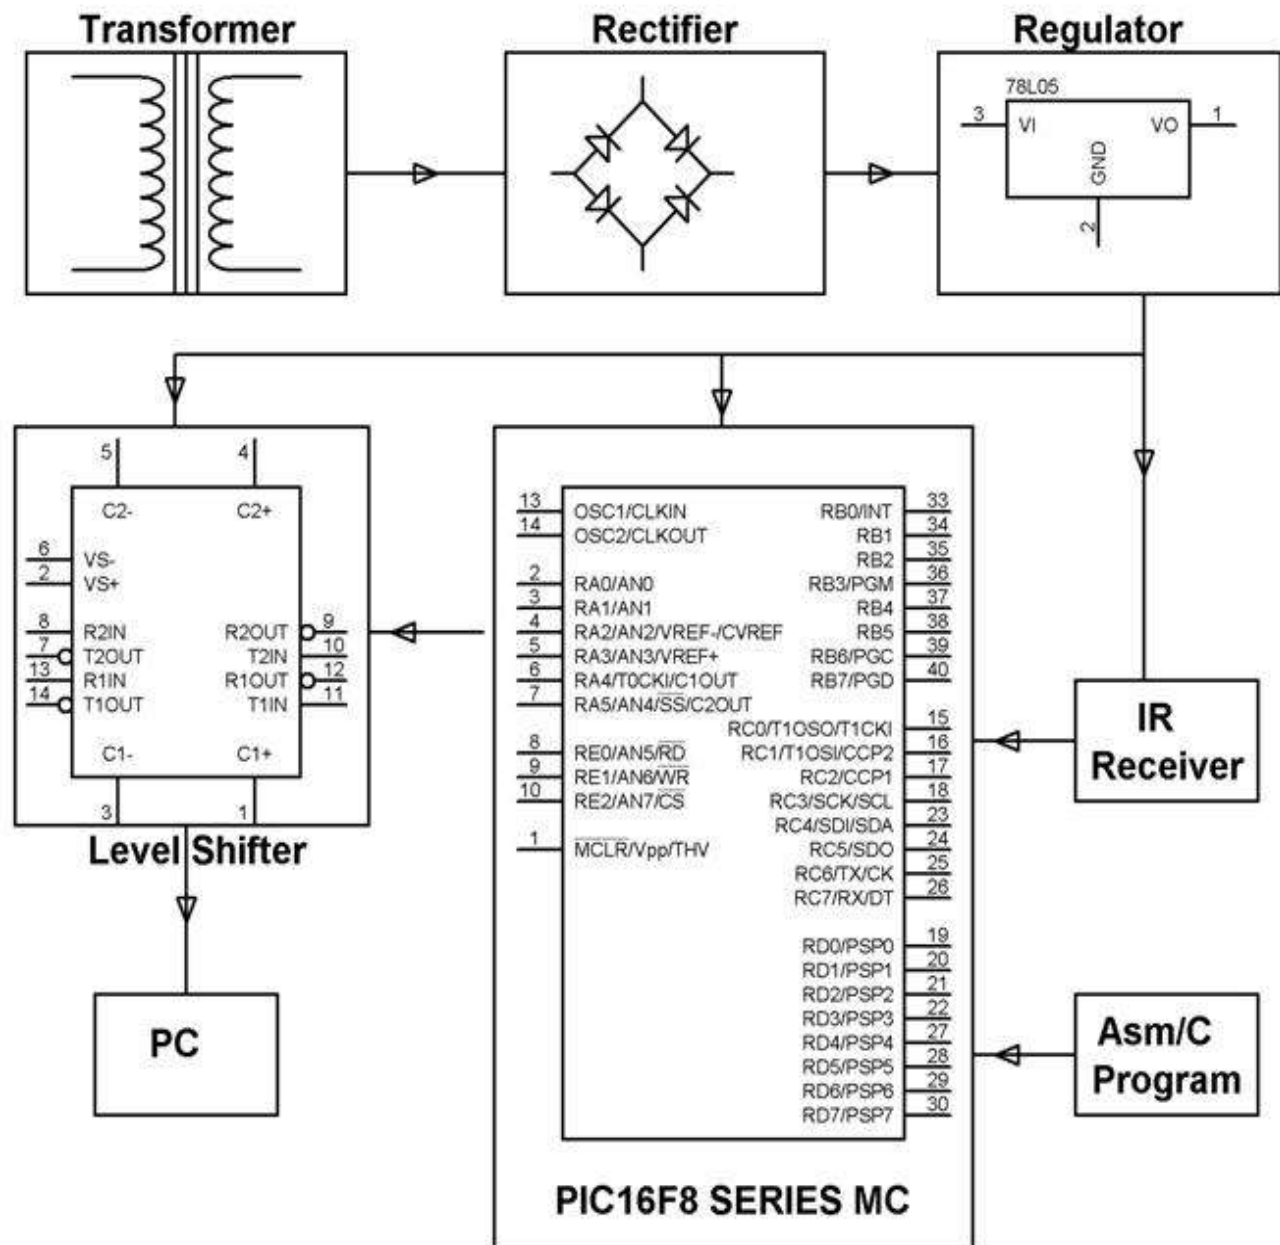 Transformer
Rectifier
Regulator
78L05
3 VI VO 1
GND
2
5 4
C2- C2+
6 VS-
2 VS+
8 R2IN R2OUT 9
7 T2OUT T2IN 10
13 R1IN R1OUT 12
14 T1OUT T1IN 11
C1- C1+
3 1
Level Shifter
PC
13 OSC1/CLKIN RB0/INT 33
14 OSC2/CLKOUT RB1 34
RB2 35
2 RA0/AN0 RB3/PGM 36
3 RA1/AN1 RB4 37
4 RA2/AN2/VREF-/CVREF RB5 38
5 RA3/AN3/VREF+ RB6/PGC 39
6 RA4/T0CKI/C1OUT RB7/PGD 40
7 RA5/AN4/SS/C2OUT
RC0/T1OSO/T1CKI 15
8 RE0/AN5/RD RC1/T1OSI/CCP2 16
9 RE1/AN6/WR RC2/CCP1 17
10 RE2/AN7/CS RC3/SCK/SCL 18
RC4/SDI/SDA 23
1 MCLR/Vpp/THV RC5/SDO 24
RC6/TX/CK 25
RC7/RX/DT 26
RD0/PSP0 19
RD1/PSP1 20
RD2/PSP2 21
RD3/PSP3 22
RD4/PSP4 27
RD5/PSP5 28
RD6/PSP6 29
RD7/PSP7 30
PIC16F8 SERIES MC
IR
Receiver
Asm/C
Program